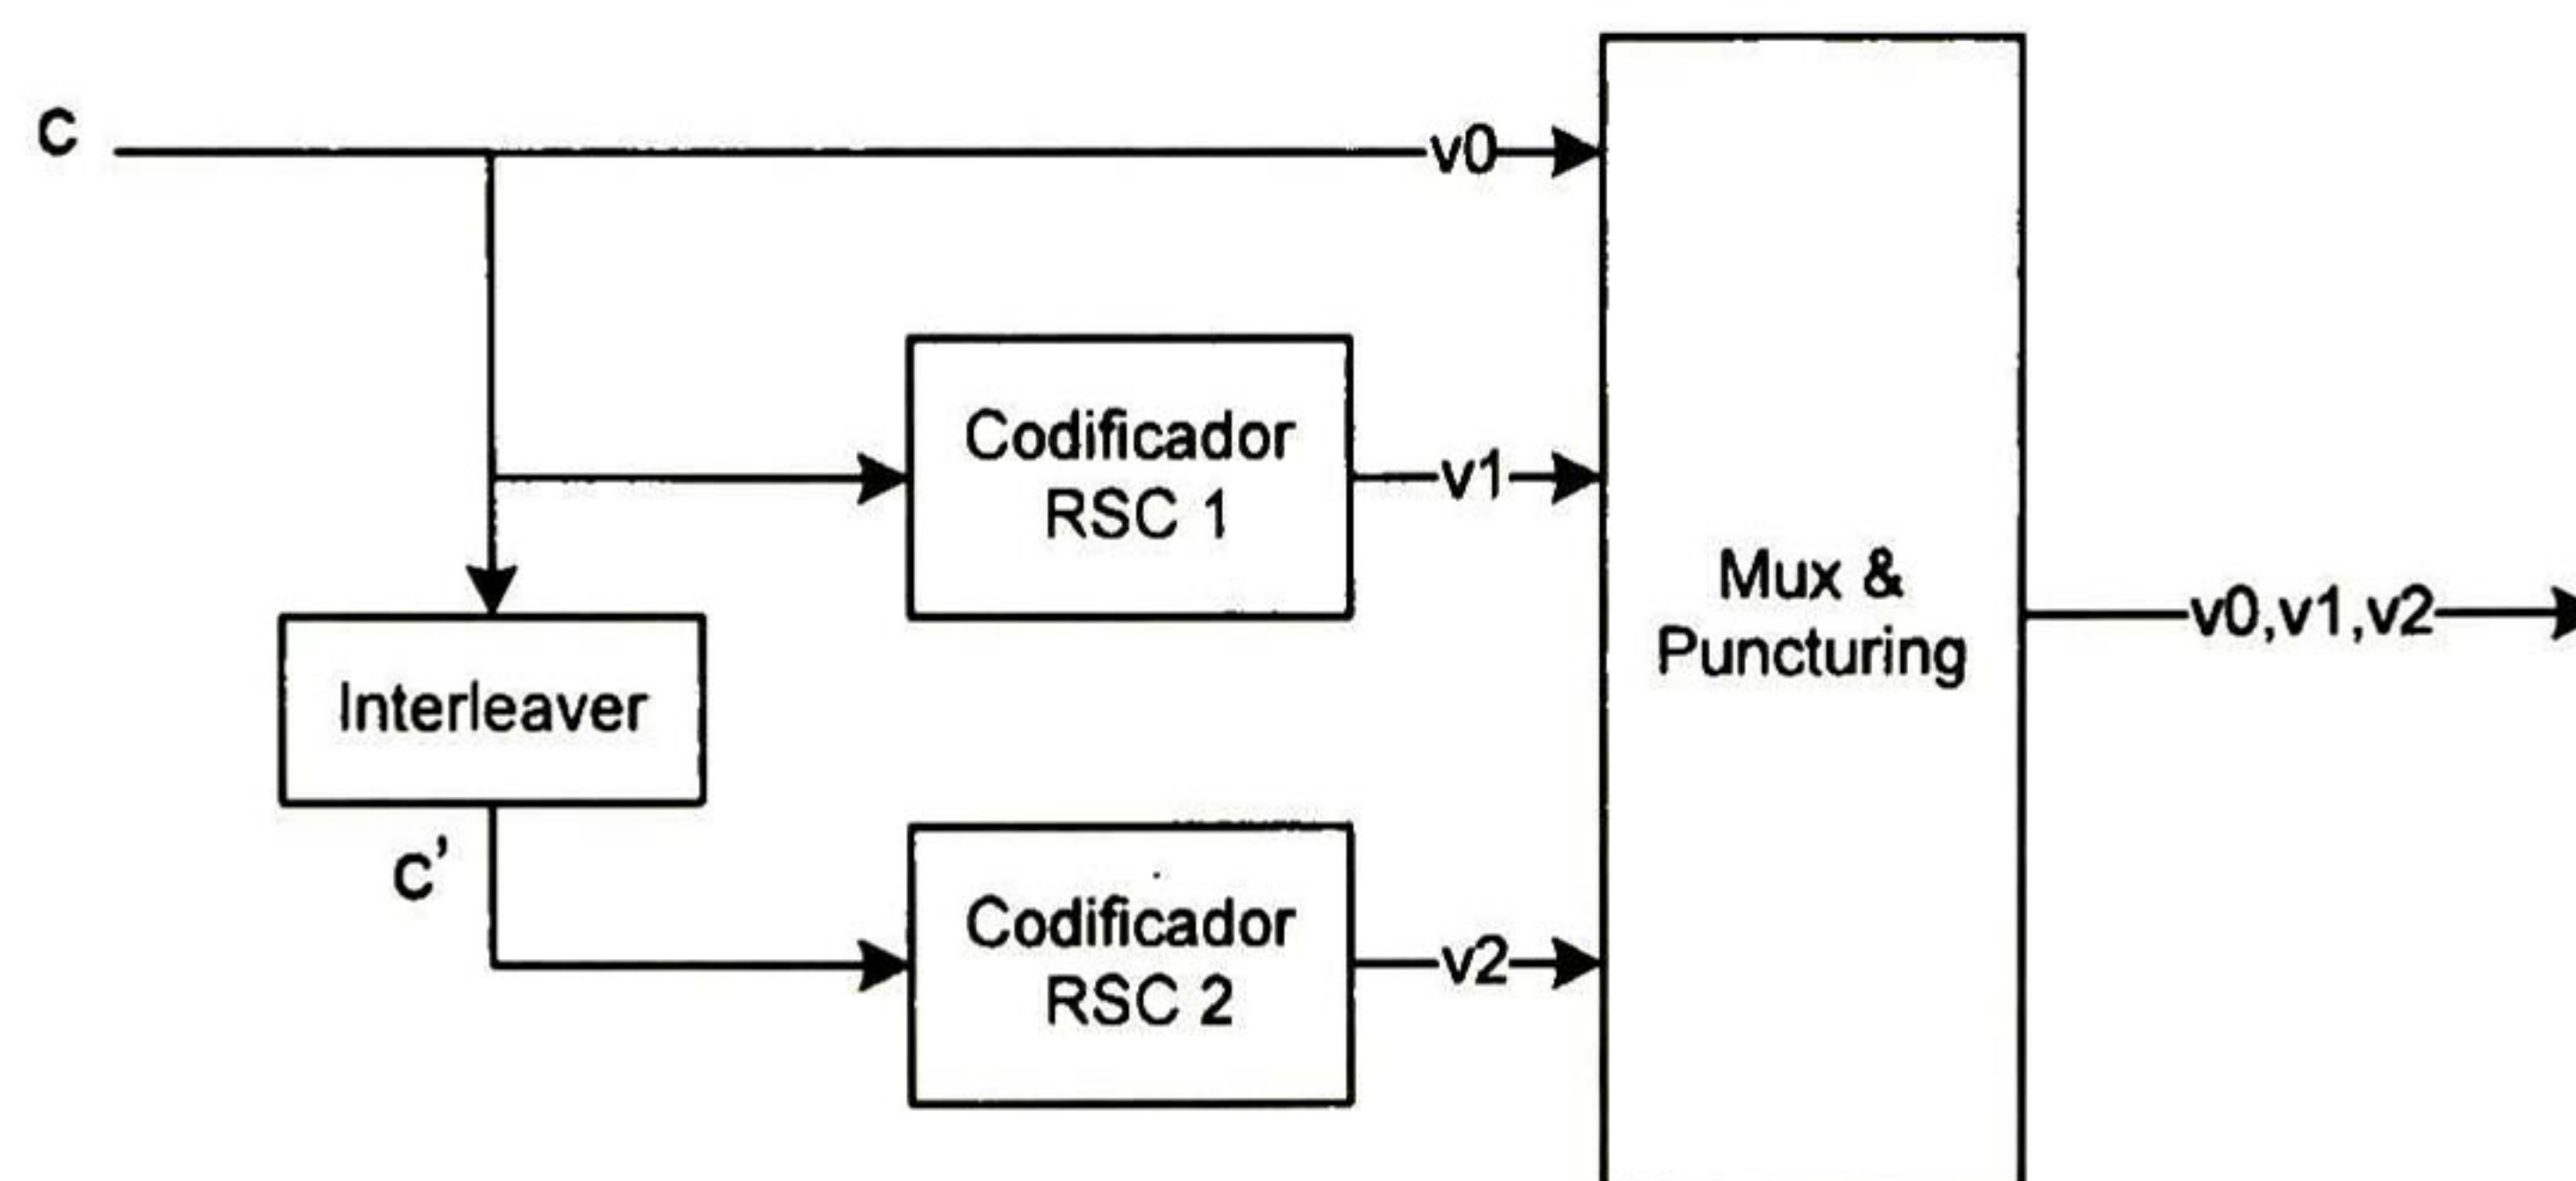 c
v0
Codificador
RSC 1
v1
Mux &
Puncturing
v0,v1,v2
Interleaver
c'
Codificador
RSC 2
v2